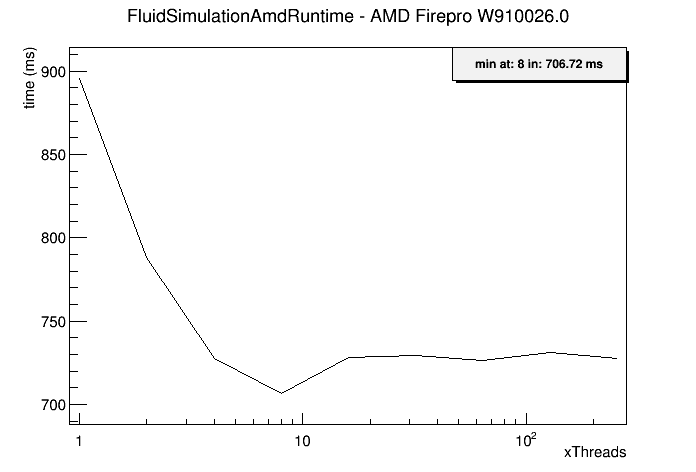 FluidSimulationAmdRuntime - AMD Firepro W910026.0
min at: 8 in: 706.72 ms
time (ms)
900
850
800
750
700
1 10 10²
xThreads